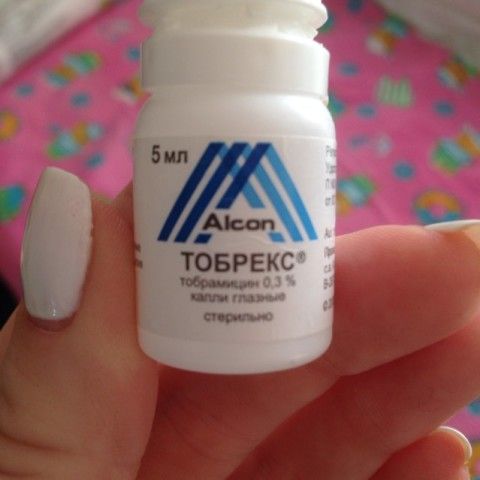 5 мл
Alcon
ТОБРЕКС®
тобрамицин 0,3 %
капли глазные
стерильно